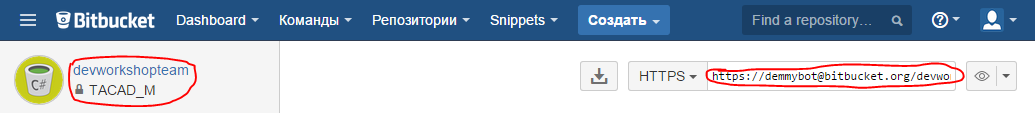 Bitbucket Dashboard Команды Репозитории Snippets Создать Find a repository… ?
devworkshopteam
TACAD_M
C#
HTTPS https://demmybot@bitbucket.org/devwo